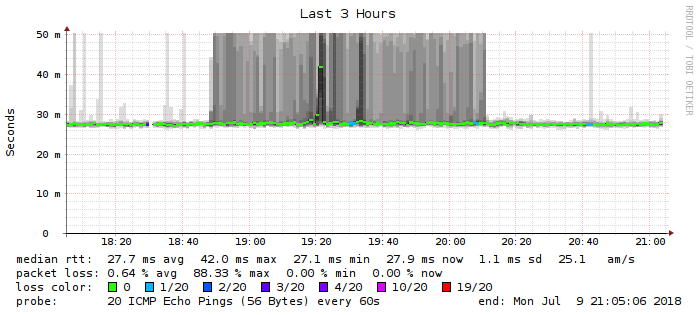 Last 3 Hours
RRDTOOL / TOBI OETIKER
Seconds
50 m
40 m
30 m
20 m
10 m
0
18:20 18:40 19:00 19:20 19:40 20:00 20:20 20:40 21:00
median rtt: 27.7 ms avg 42.0 ms max 27.1 ms min 27.9 ms now 1.1 ms sd 25.1 am/s
packet loss: 0.64 % avg 88.33 % max 0.00 % min 0.00 % now
loss color: 0 1/20 2/20 3/20 4/20 10/20 19/20
probe: 20 ICMP Echo Pings (56 Bytes) every 60s end: Mon Jul 9 21:05:06 2018